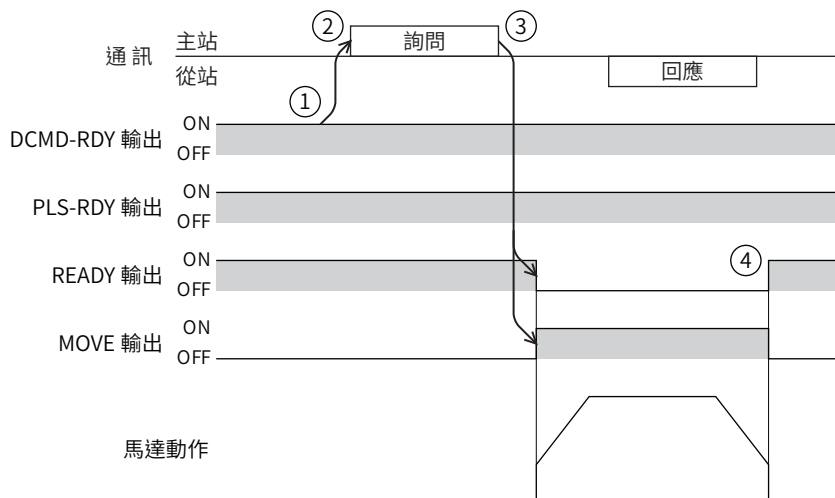 通訊
主站
從站
①
②
詢問
③
回應
DCMD-RDY 輸出
ON
OFF
PLS-RDY 輸出
ON
OFF
READY 輸出
ON
OFF
④
MOVE 輸出
ON
OFF
馬達動作